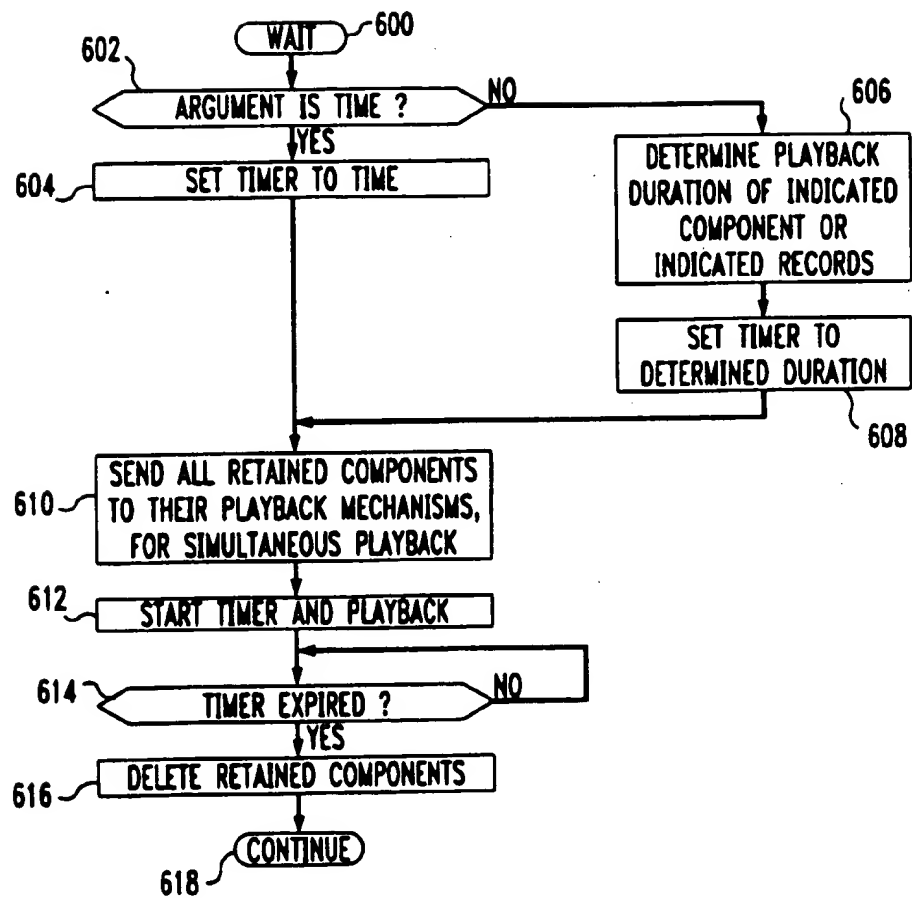 WAIT
600
602
ARGUMENT IS TIME ?
NO
YES
604
SET TIMER TO TIME
606
DETERMINE PLAYBACK
DURATION OF INDICATED
COMPONENT OR
INDICATED RECORDS
SET TIMER TO
DETERMINED DURATION
608
610
SEND ALL RETAINED COMPONENTS
TO THEIR PLAYBACK MECHANISMS,
FOR SIMULTANEOUS PLAYBACK
612
START TIMER AND PLAYBACK
614
TIMER EXPIRED ?
NO
YES
616
DELETE RETAINED COMPONENTS
CONTINUE
618